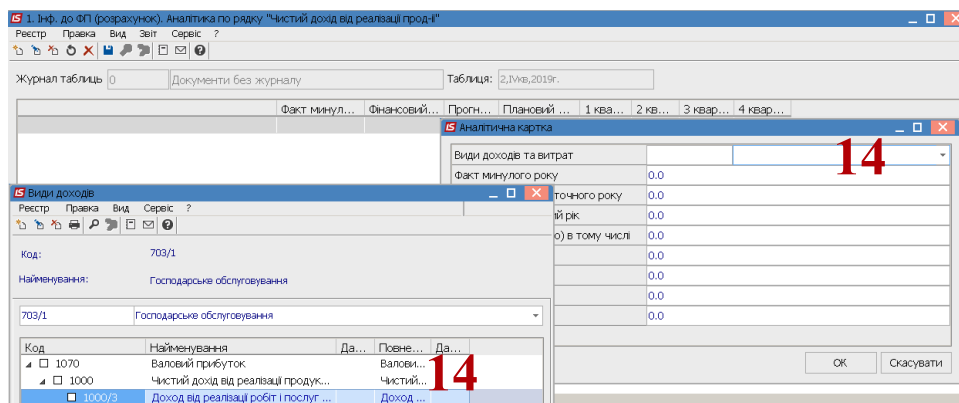 1. Інф. до ФП (розрахунок). Аналітика по рядку "Чистий дохід від реалізації прод-ії"
Реєстр Правка Вид Звіт Сервіс ?
Журнал таблиць 0 Документи без журналу Таблиця: 2,IVкв,2019г.
Факт минул... Фінансовий... Прогн... Плановий ... 1 ква... 2 кв... 3 квар... 4 квар...
Аналітична картка
Види доходів та витрат
14
Факт минулого року 0.0
точного року 0.0
ий рік 0.0
о) в тому числі 0.0
0.0
0.0
0.0
0.0
ОК Скасувати
Види доходів
Реєстр Правка Вид Сервіс ?
Код: 703/1
Найменування: Господарське обслуговування
703/1 Господарське обслуговування
Код Найменування Да... Повне... Да...
1070 Валовий прибуток Валови...
1000 Чистий дохід від реалізації продук... Чистий...
14
1000/3 Доход від реалізації робіт і послуг ... Доход ...